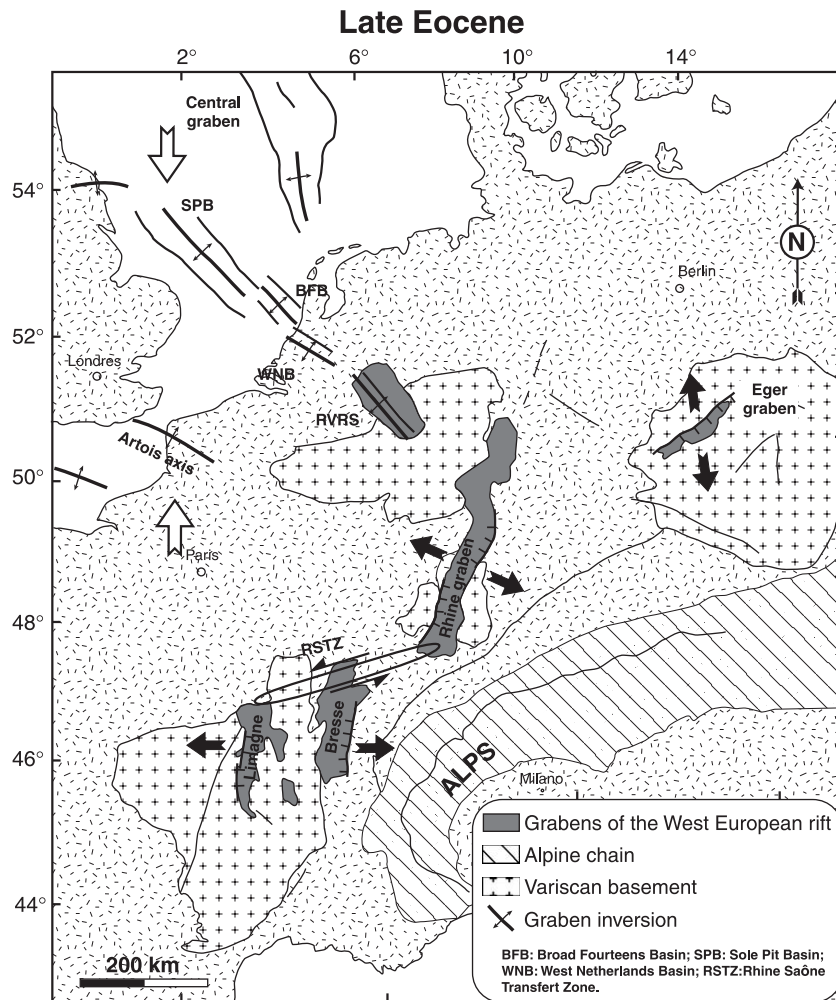 Late Eocene
2°
6°
10°
14°
Central
graben
54°
SPB
N
Berlin
BFB
52°
Londres
WNB
Eger
graben
RVRS
Artois axis
50°
Paris
Rhine graben
48°
RSTZ
Limagne
Bresse
46°
ALPS
Milano
Grabens of the West European rift
Alpine chain
Variscan basement
Graben inversion
44°
BFB: Broad Fourteens Basin; SPB: Sole Pit Basin;
WNB: West Netherlands Basin; RSTZ:Rhine Saône
Transfert Zone.
200 km